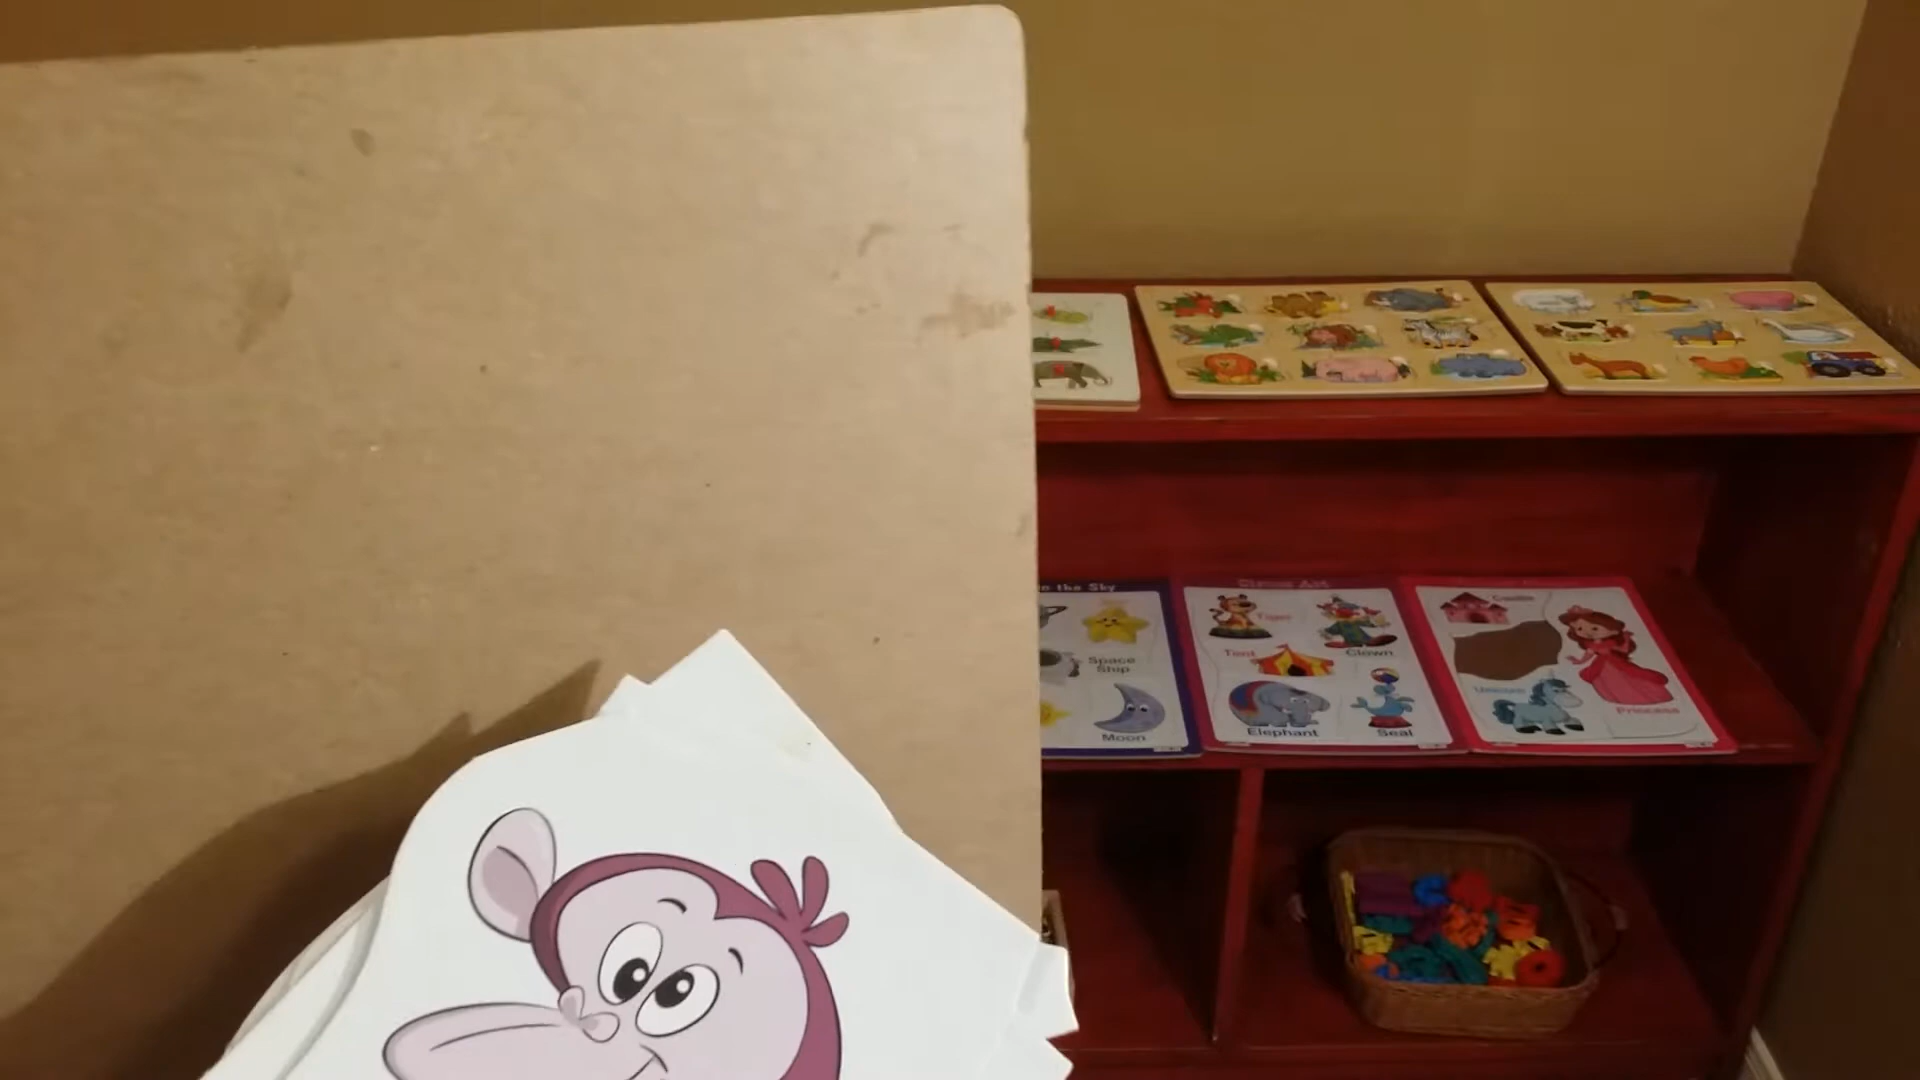 the Sky
Space
Ship
Moon
Circus Act
Tiger
Clown
Tent
Elephant
Seal
Castle
Unicorn
Princess